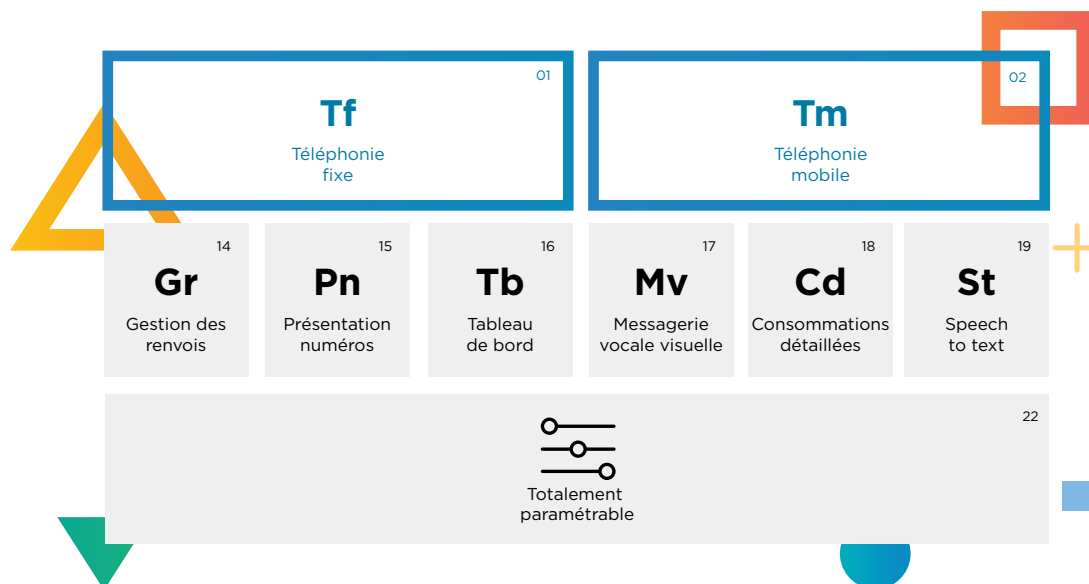 01
Tf
Téléphonie
fixe
02
Tm
Téléphonie
mobile
14
Gr
Gestion des
renvois
15
Pn
Présentation
numéros
16
Tb
Tableau
de bord
17
Mv
Messagerie
vocale visuelle
18
Cd
Consommations
détaillées
19
St
Speech
to text
22
Totalement
paramétrable